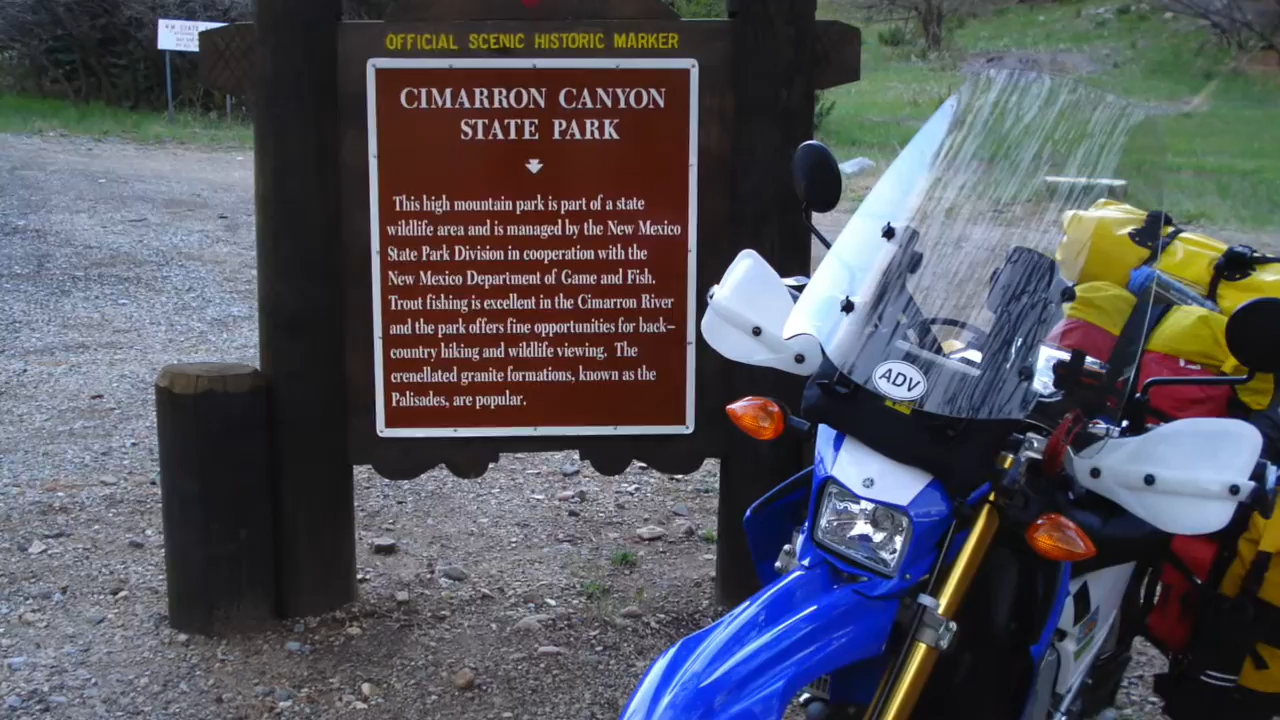 OFFICIAL SCENIC HISTORIC MARKER
CIMARRON CANYON
STATE PARK
This high mountain park is part of a state
wildlife area and is managed by the New Mexico
State Park Division in cooperation with the
New Mexico Department of Game and Fish.
Trout fishing is excellent in the Cimarron River
and the park offers fine opportunities for back–
country hiking and wildlife viewing. The
crenellated granite formations, known as the
Palisades, are popular.
ADV